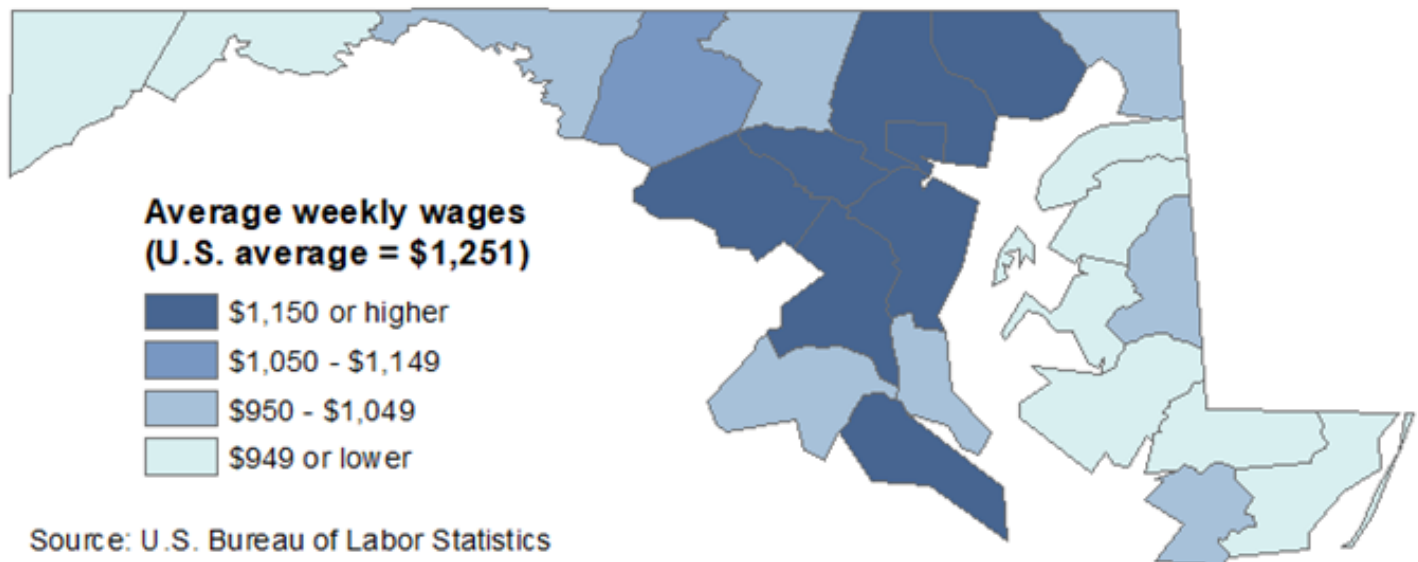 Average weekly wages
(U.S. average = $1,251)
$1,150 or higher
$1,050 - $1,149
$950 - $1,049
$949 or lower
Source: U.S. Bureau of Labor Statistics